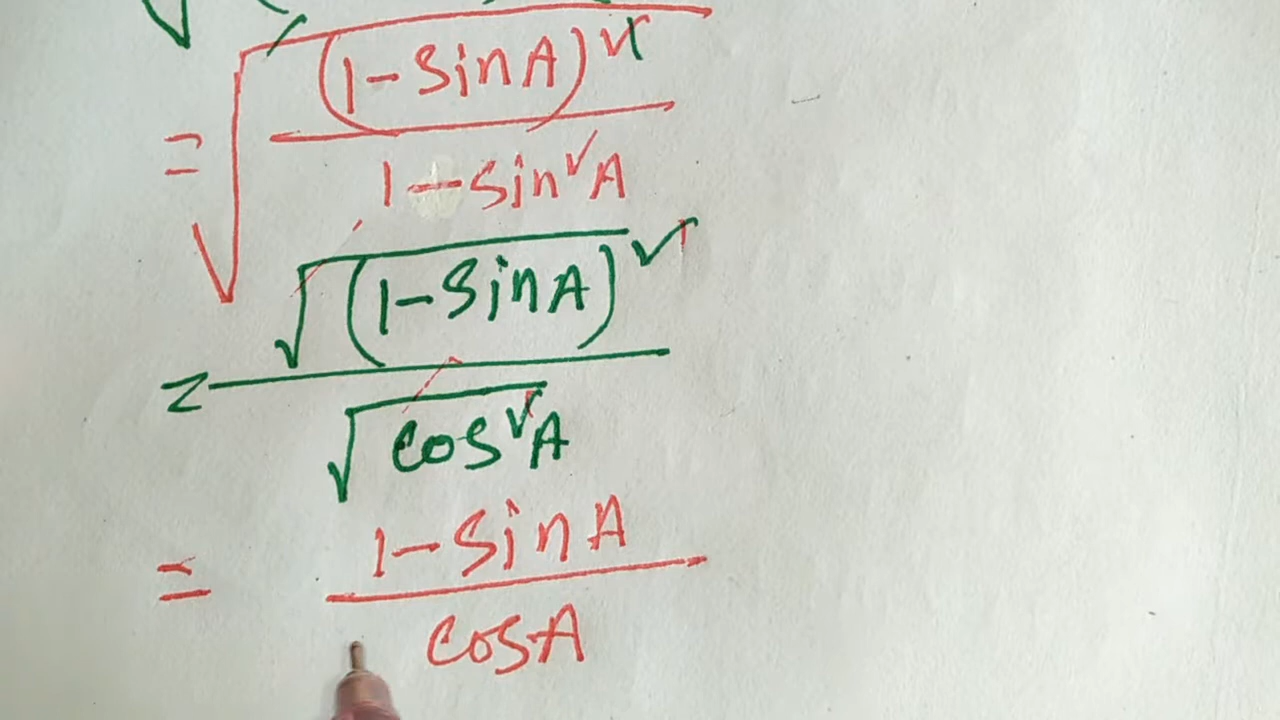 = √((1-sinA)²
1-sin²A
= √(1-sinA)²
√cos²A
= 1-sinA
cosA